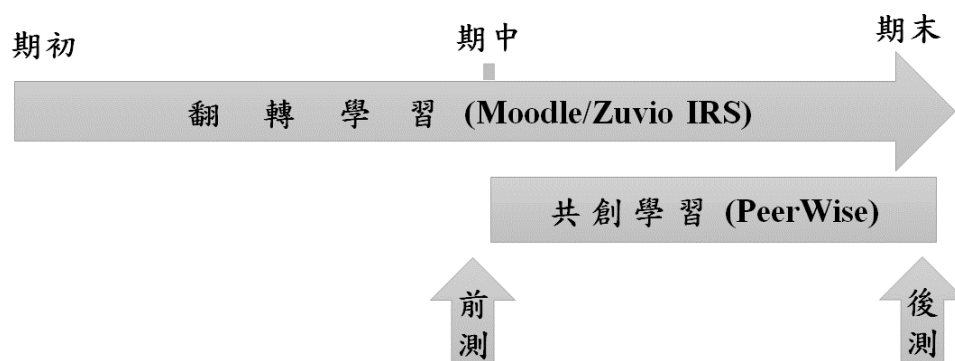 期初
期中
期末
翻轉學習 (Moodle/Zuvio IRS)
共創學習 (PeerWise)
前測
後測